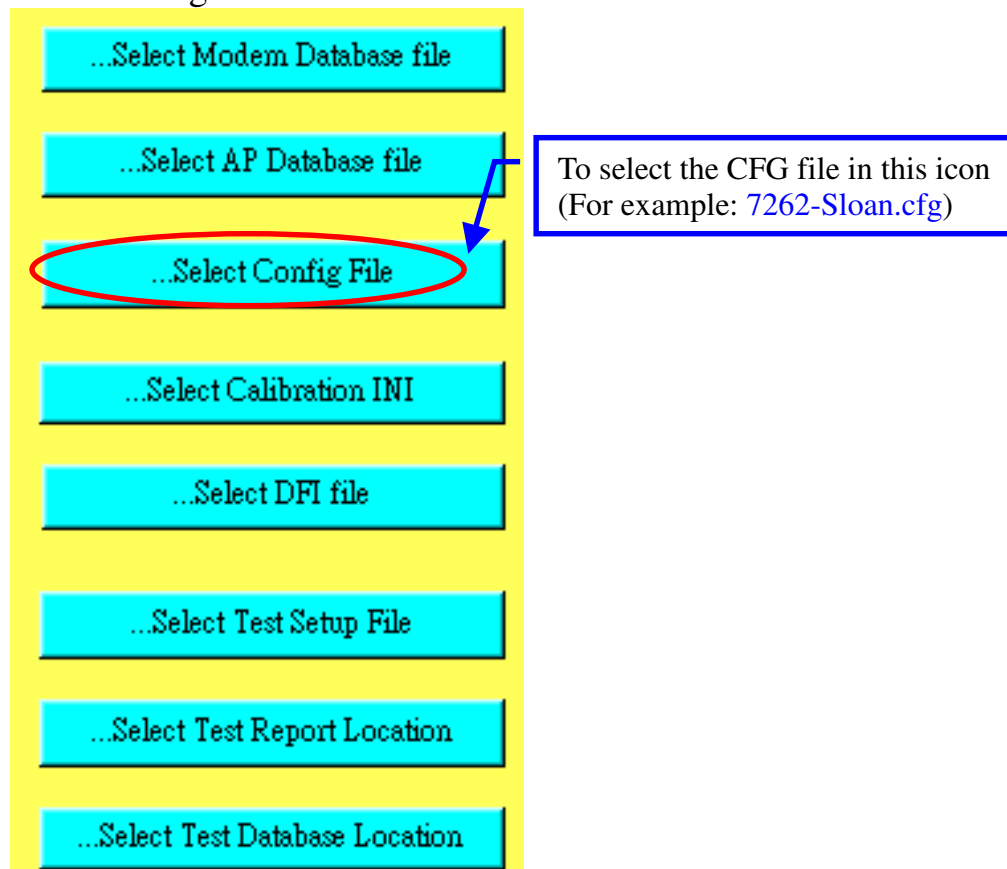 ...Select Modem Database file
...Select AP Database file
To select the CFG file in this icon
(For example: 7262-Sloan.cfg)
...Select Config File
...Select Calibration INI
...Select DFI file
...Select Test Setup File
...Select Test Report Location
...Select Test Database Location